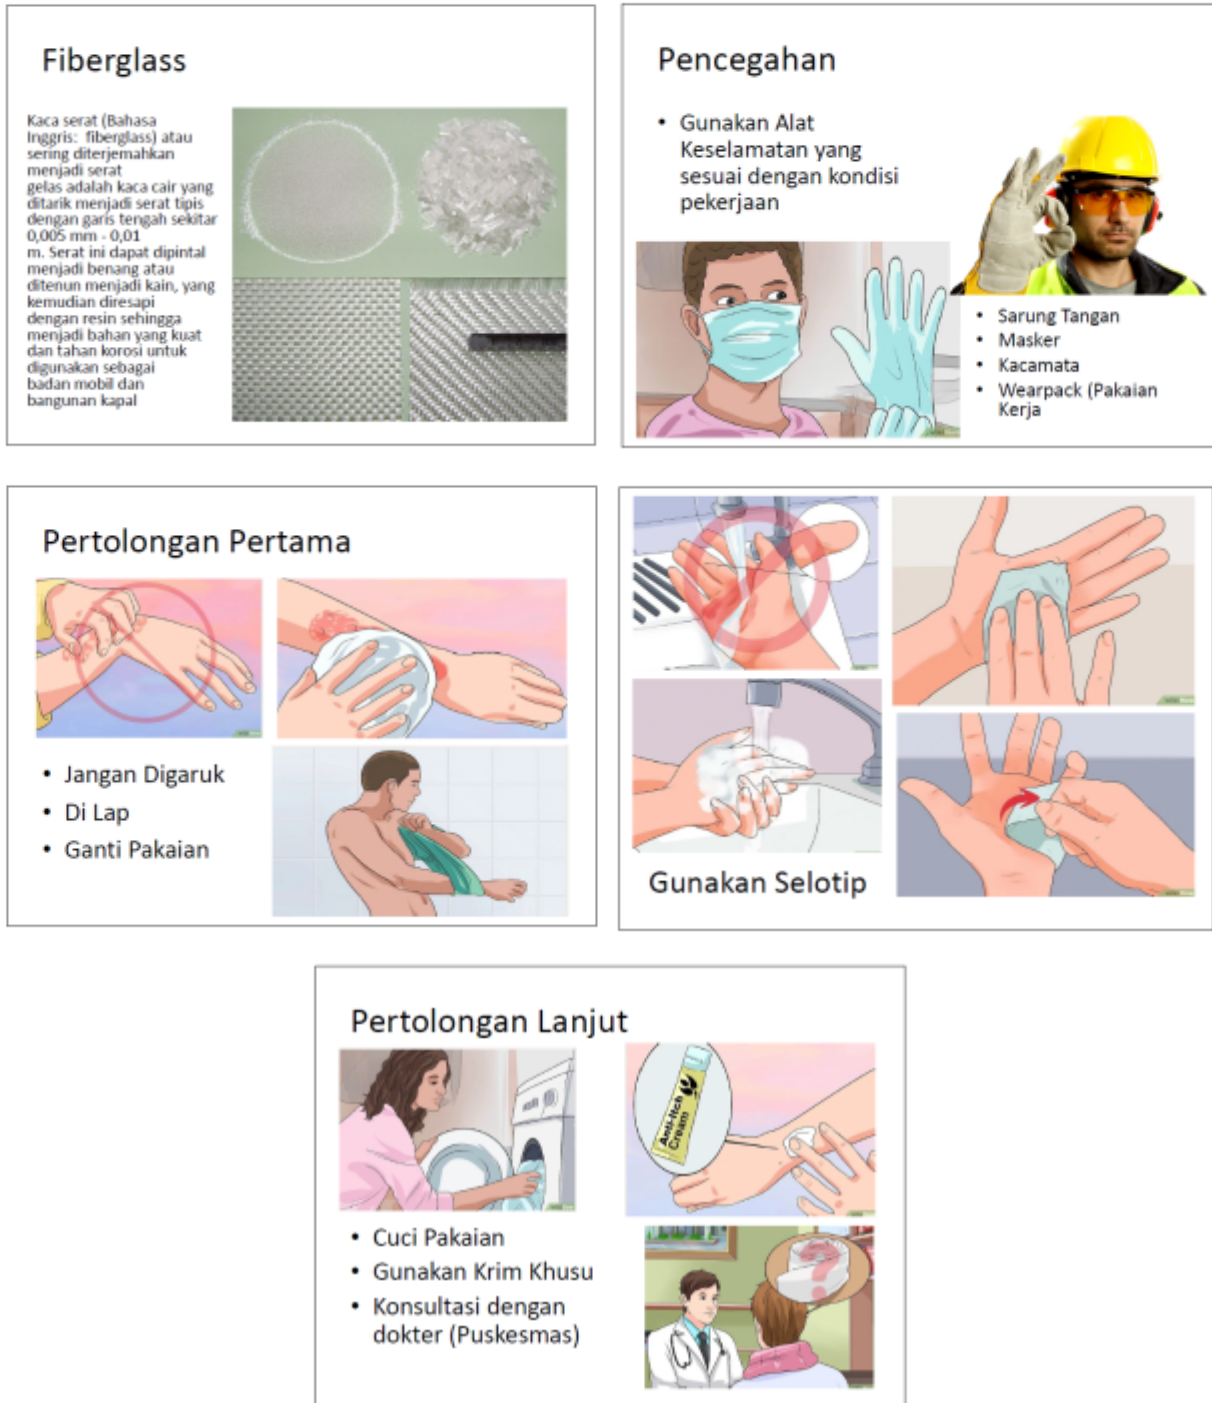 Fiberglass
Kaca serat (Bahasa
Inggris:  fiberglass) atau
sering diterjemahkan
menjadi serat
gelas adalah kaca cair yang
ditarik menjadi serat tipis
dengan garis tengah sekitar
0,005 mm - 0,01
m. Serat ini dapat dipintal
menjadi benang atau
ditenun menjadi kain, yang
kemudian diresapi
dengan resin sehingga
menjadi bahan yang kuat
dan tahan korosi untuk
digunakan sebagai
badan mobil dan
bangunan kapal
Pencegahan
• Gunakan Alat
Keselamatan yang
sesuai dengan kondisi
pekerjaan
• Sarung Tangan
• Masker
• Kacamata
• Wearpack (Pakaian
Kerja
Pertolongan Pertama
• Jangan Digaruk
• Di Lap
• Ganti Pakaian
Gunakan Selotip
Pertolongan Lanjut
Anti-Itch
Cream
• Cuci Pakaian
• Gunakan Krim Khusu
• Konsultasi dengan
dokter (Puskesmas)
?